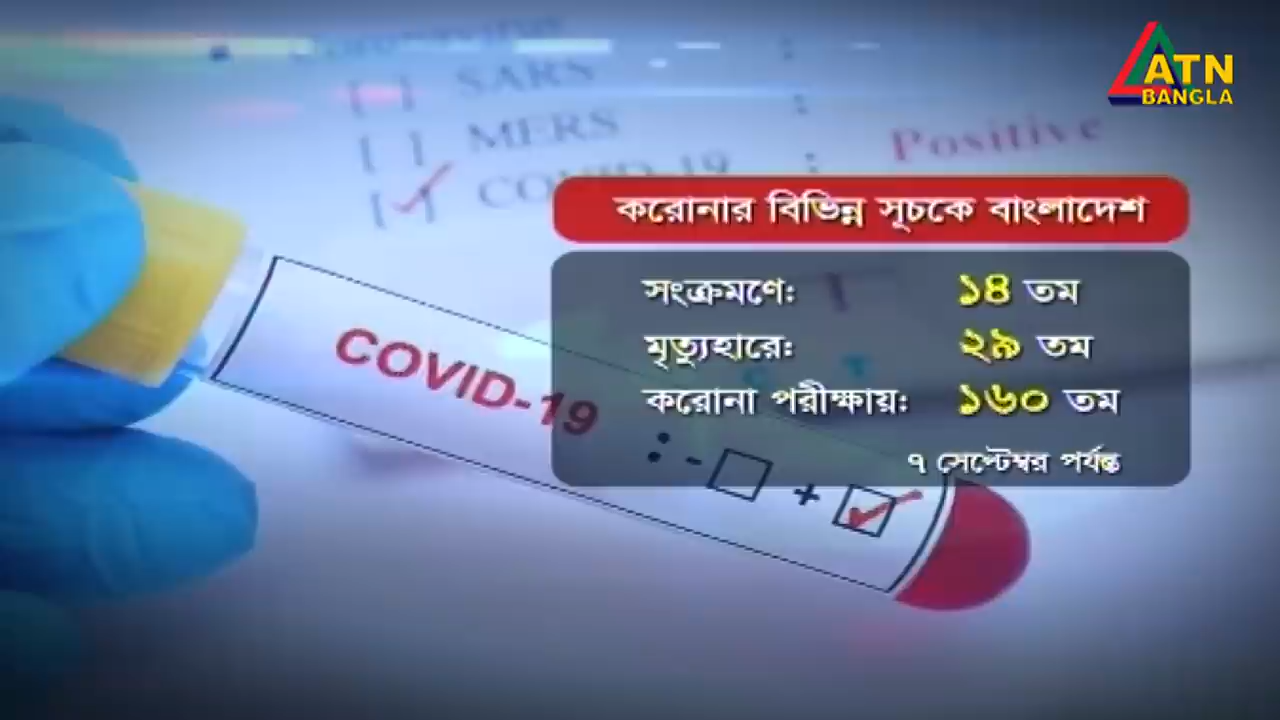 ATN
BANGLA
[ ] SARS :
[ ] MERS :
COVID-19 : Positive
করোনার বিভিন্ন সূচকে বাংলাদেশ
সংক্রমণে: ১৪ তম
মৃত্যুহারে: ২৯ তম
করোনা পরীক্ষায়: ১৬০ তম
৭ সেপ্টেম্বর পর্যন্ত
COVID-19 : - +